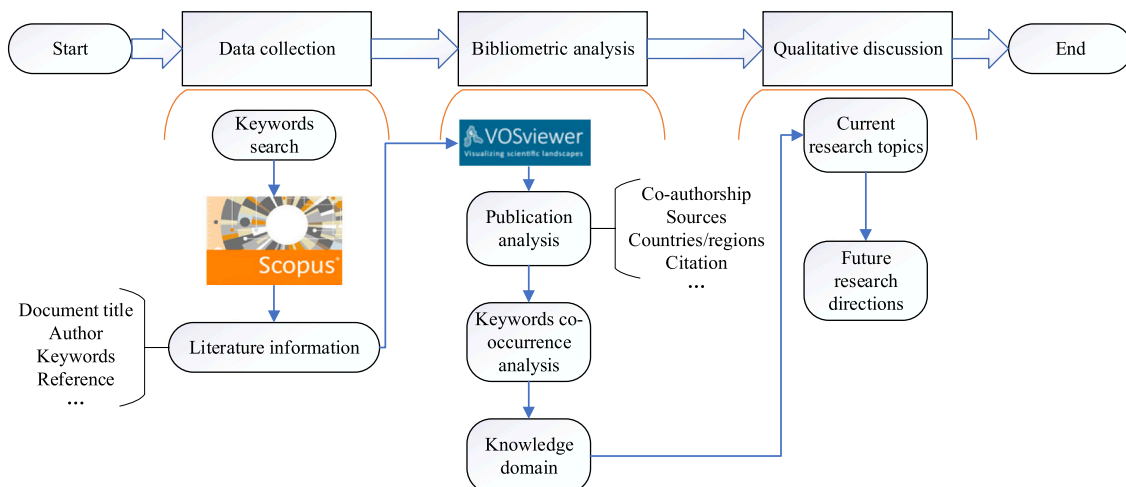 Start
Data collection
Bibliometric analysis
Qualitative discussion
End
Keywords
search
Scopus
Literature information
Document title
Author
Keywords
Reference
...
VOSviewer
Visualizing scientific landscapes
Publication
analysis
Co-authorship
Sources
Countries/regions
Citation
...
Keywords co-
occurrence
analysis
Knowledge
domain
Current
research topics
Future
research
directions